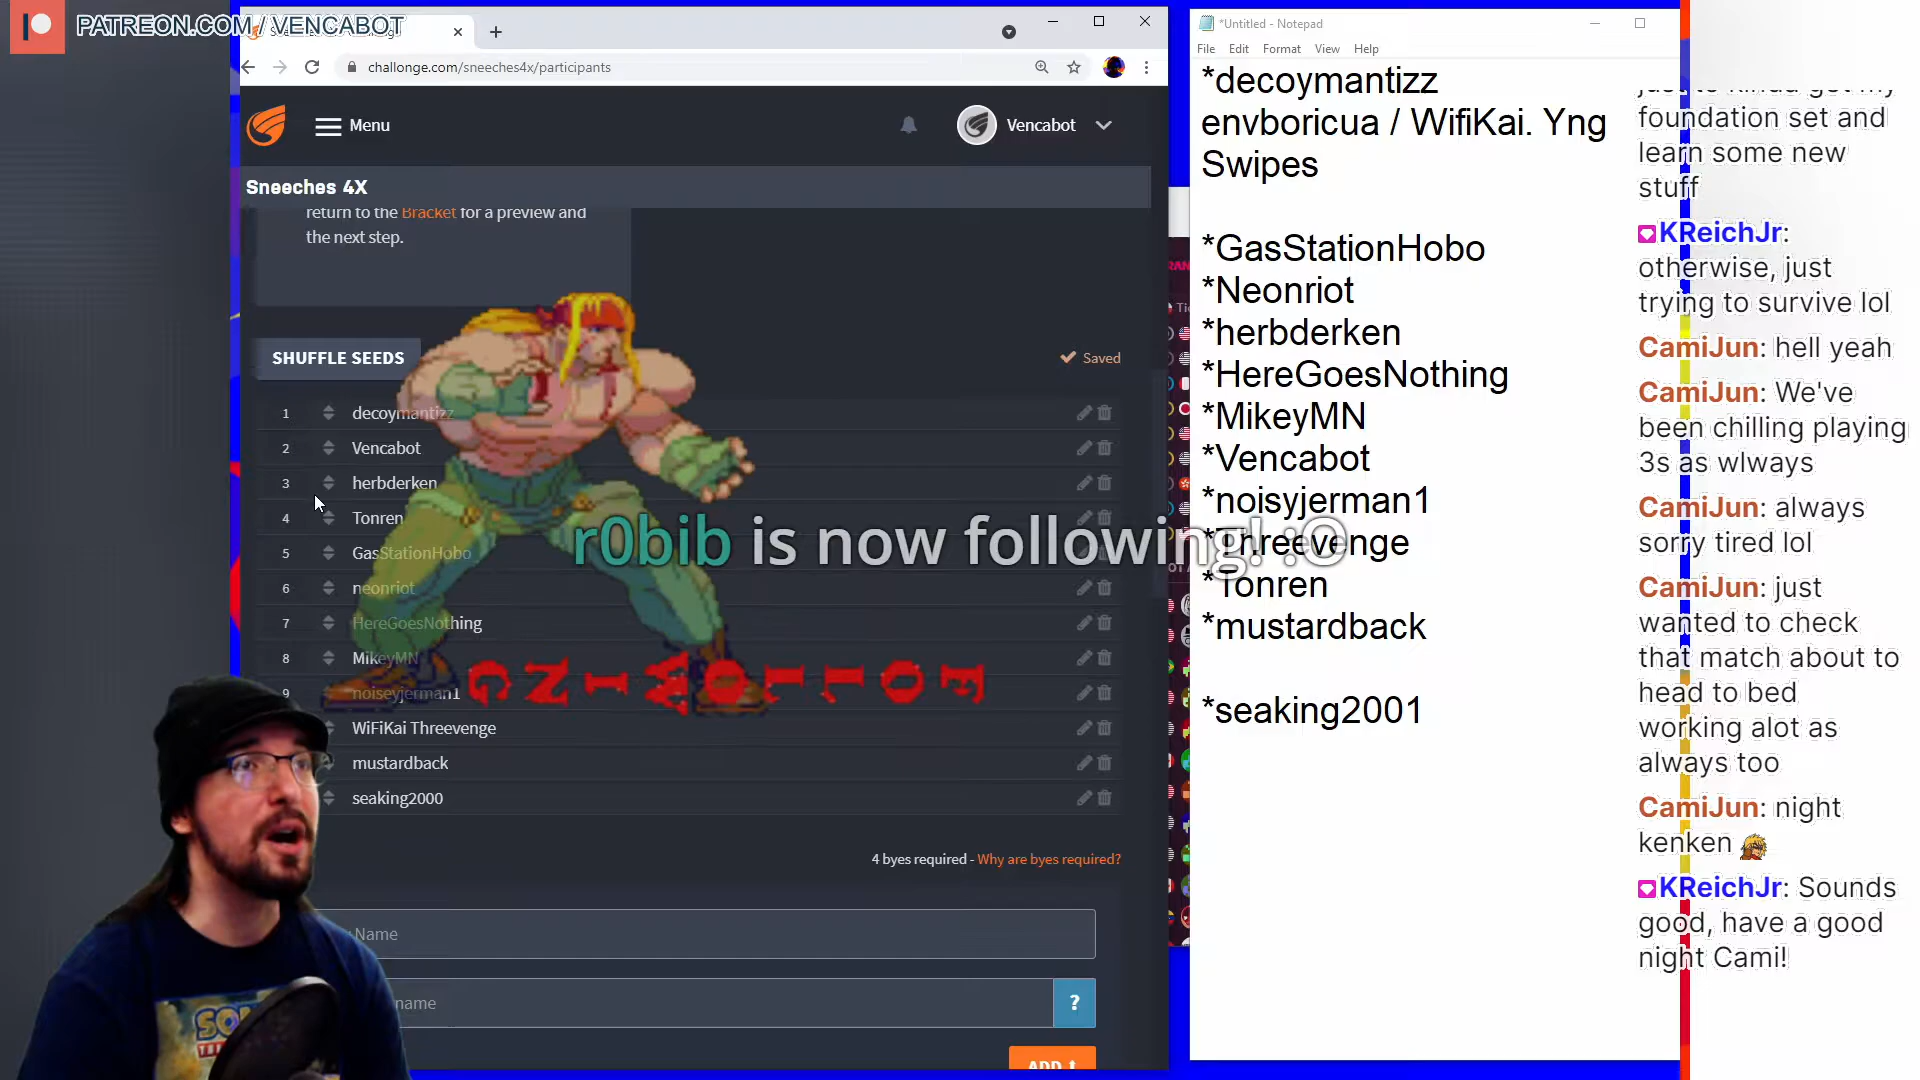 PATREON.COM / VENCABOT
challonge.com/sneeches4x/participants
Menu
Vencabot
Sneeches 4X
return to the Bracket for a preview and
the next step.
SHUFFLE SEEDS
Saved
1 decoymantizz
2 Vencabot
3 herbderken
4 Tonren
5 GasStationHobo
6 neonriot
7 HereGoesNothing
8 MikeyMN
9 noiseyjerman1
WiFiKai Threevenge
mustardback
seaking2000
4 byes required - Why are byes required?
Name
name
?
ADD
r0bib is now following! :O
FOLLOWING
*Untitled - Notepad
File Edit Format View Help
*decoymantizz
envboricua / WifiKai. Yng
Swipes
*GasStationHobo
*Neonriot
*herbderken
*HereGoesNothing
*MikeyMN
*Vencabot
*noisyjerman1
*Threevenge
*Tonren
*mustardback
*seaking2001
just to kinda get my
foundation set and
learn some new
stuff
KReichJr:
otherwise, just
trying to survive lol
CamiJun: hell yeah
CamiJun: We've
been chilling playing
3s as wlways
CamiJun: always
sorry tired lol
CamiJun: just
wanted to check
that match about to
head to bed
working alot as
always too
CamiJun: night
kenken
KReichJr: Sounds
good, have a good
night Cami!